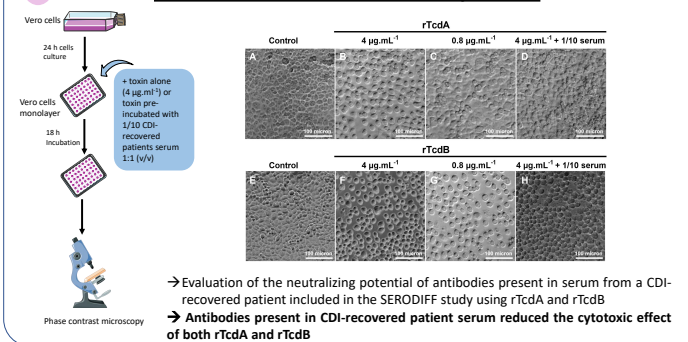 Vero cells
24 h cells
culture
Vero cells
monolayer
18 h
Incubation
+ toxin alone
(4 µg.ml⁻¹) or
toxin pre-
incubated with
1/10 CDI-
recovered
patients serum
1:1 (v/v)
Phase contrast microscopy
rTcdA
Control
4 µg.mL⁻¹
0.8 µg.mL⁻¹
4 µg.mL⁻¹ + 1/10 serum
A
B
C
D
100 micron
100 micron
100 micron
100 micron
rTcdB
Control
4 µg.mL⁻¹
0.8 µg.mL⁻¹
4 µg.mL⁻¹ + 1/10 serum
E
F
G
H
100 micron
100 micron
100 micron
100 micron
→Evaluation of the neutralizing potential of antibodies present in serum from a CDI-
recovered patient included in the SERODIFF study using rTcdA and rTcdB
→ Antibodies present in CDI-recovered patient serum reduced the cytotoxic effect
of both rTcdA and rTcdB